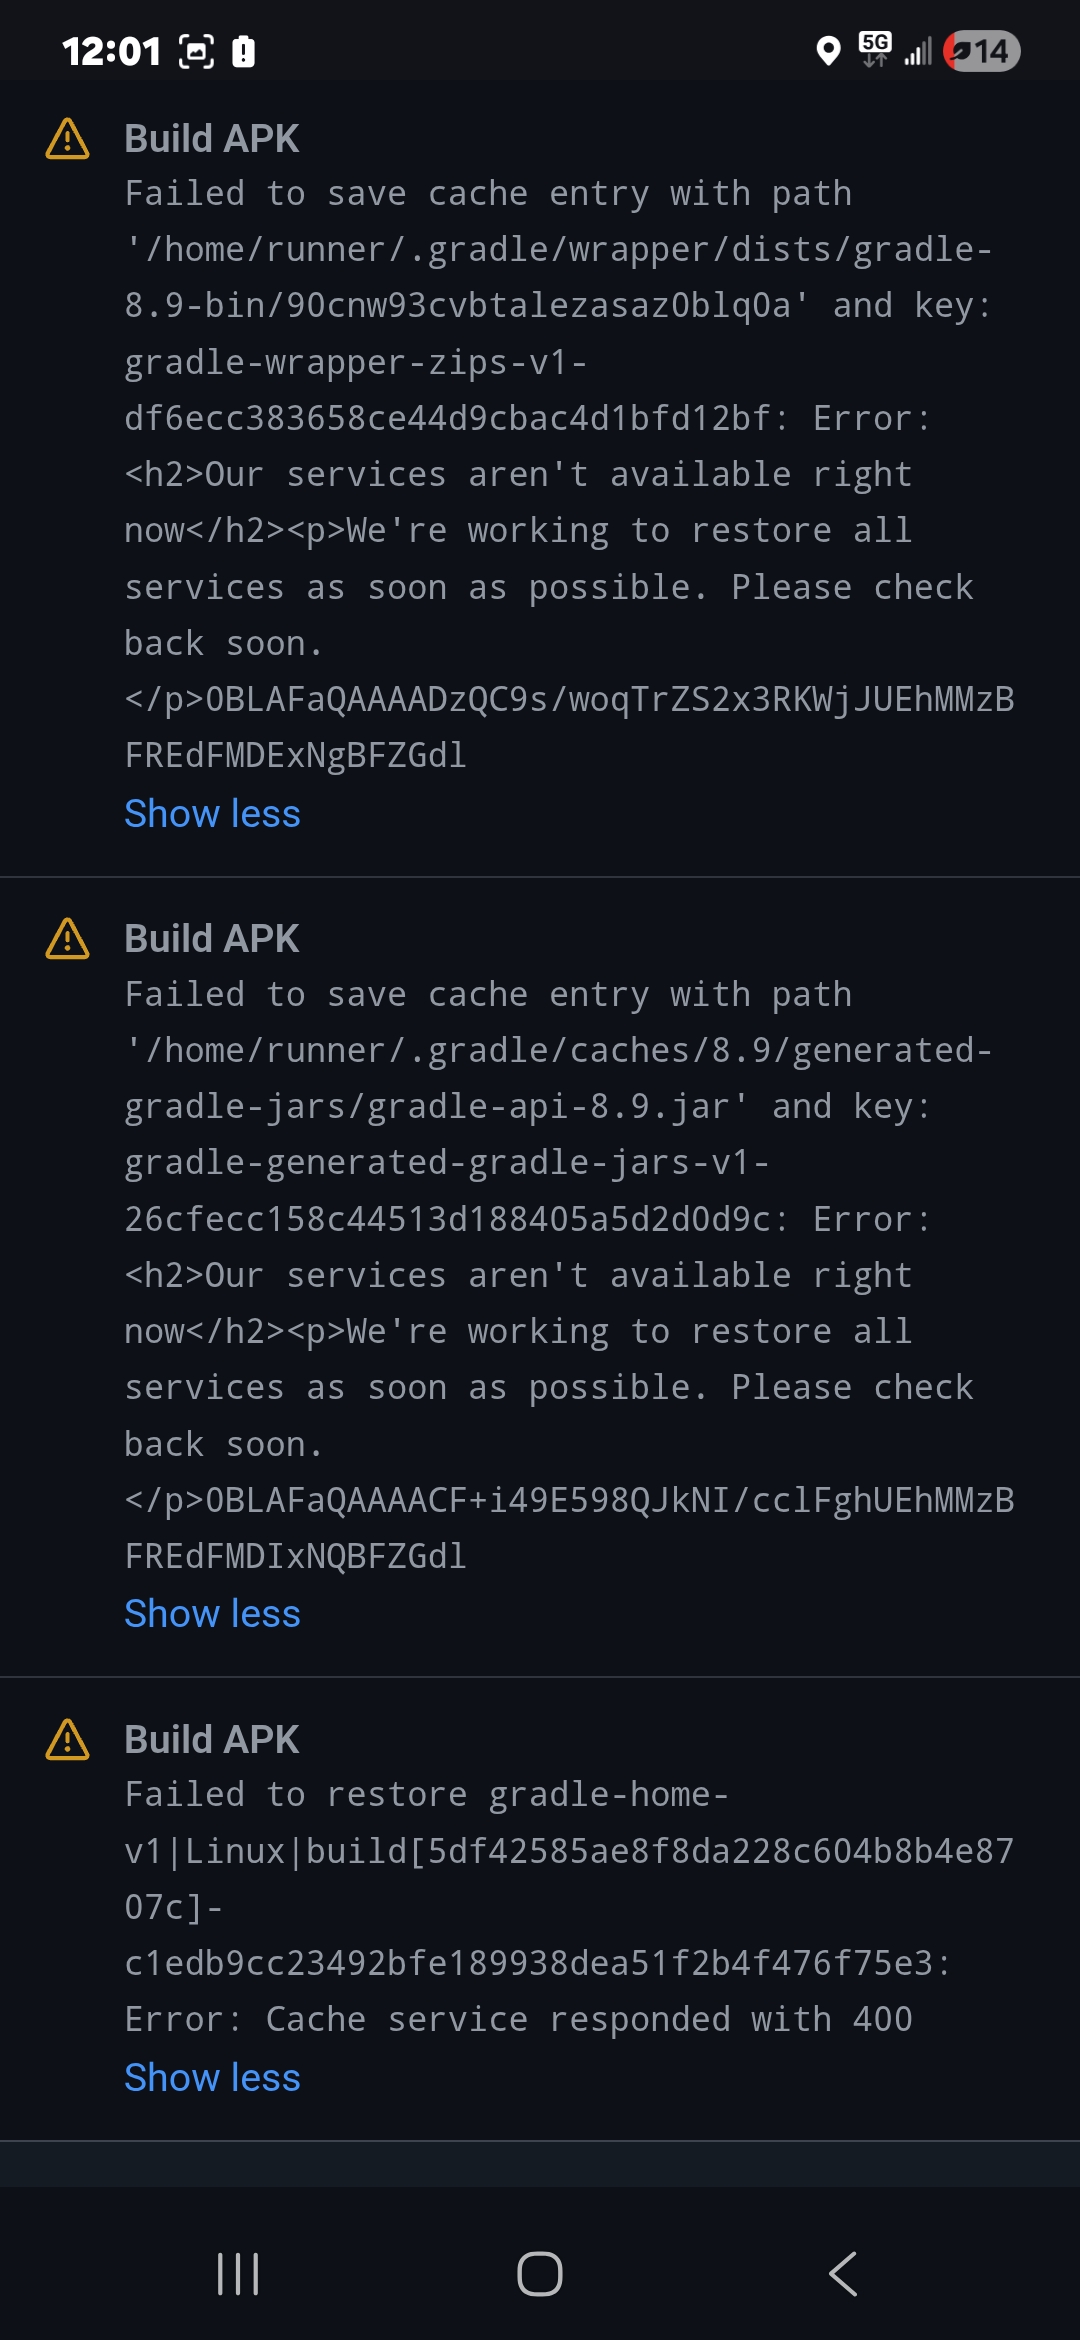 12:01
5G
14
Build APK
Failed to save cache entry with path
'/home/runner/.gradle/wrapper/dists/gradle-
8.9-bin/90cnw93cvbtalezasaz0blq0a' and key:
gradle-wrapper-zips-v1-
df6ecc383658ce44d9cbac4d1bfd12bf: Error:
<h2>Our services aren't available right
now</h2><p>We're working to restore all
services as soon as possible. Please check
back soon.
</p>0BLAFaQAAAADzQC9s/woqTrZS2x3RKWjJUEhMMzB
FREdFMDExNgBFZGdl
Show less
Build APK
Failed to save cache entry with path
'/home/runner/.gradle/caches/8.9/generated-
gradle-jars/gradle-api-8.9.jar' and key:
gradle-generated-gradle-jars-v1-
26cfecc158c44513d188405a5d2d0d9c: Error:
<h2>Our services aren't available right
now</h2><p>We're working to restore all
services as soon as possible. Please check
back soon.
</p>0BLAFaQAAAACF+i49E598QJkNI/cclFghUEhMMzB
FREdFMDIxNQBFZGdl
Show less
Build APK
Failed to restore gradle-home-
v1|Linux|build[5df42585ae8f8da228c604b8b4e87
07c]-
c1edb9cc23492bfe189938dea51f2b4f476f75e3:
Error: Cache service responded with 400
Show less